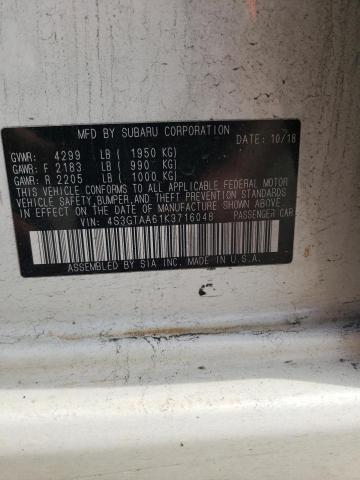 MFD BY SUBARU CORPORATION
DATE: 10/18
GVWR: 4299 LB ( 1950 KG)
GAWR: F 2183 LB ( 990 KG)
GAWR: R 2205 LB ( 1000 KG)
THIS VEHICLE CONFORMS TO ALL APPLICABLE FEDERAL MOTOR
VEHICLE SAFETY, BUMPER, AND THEFT PREVENTION STANDARDS
IN EFFECT ON THE DATE OF MANUFACTURE SHOWN ABOVE.
VIN: 4S3GTAA61K3716048 PASSENGER CAR
ASSEMBLED BY SIA INC. IN U.S.A.